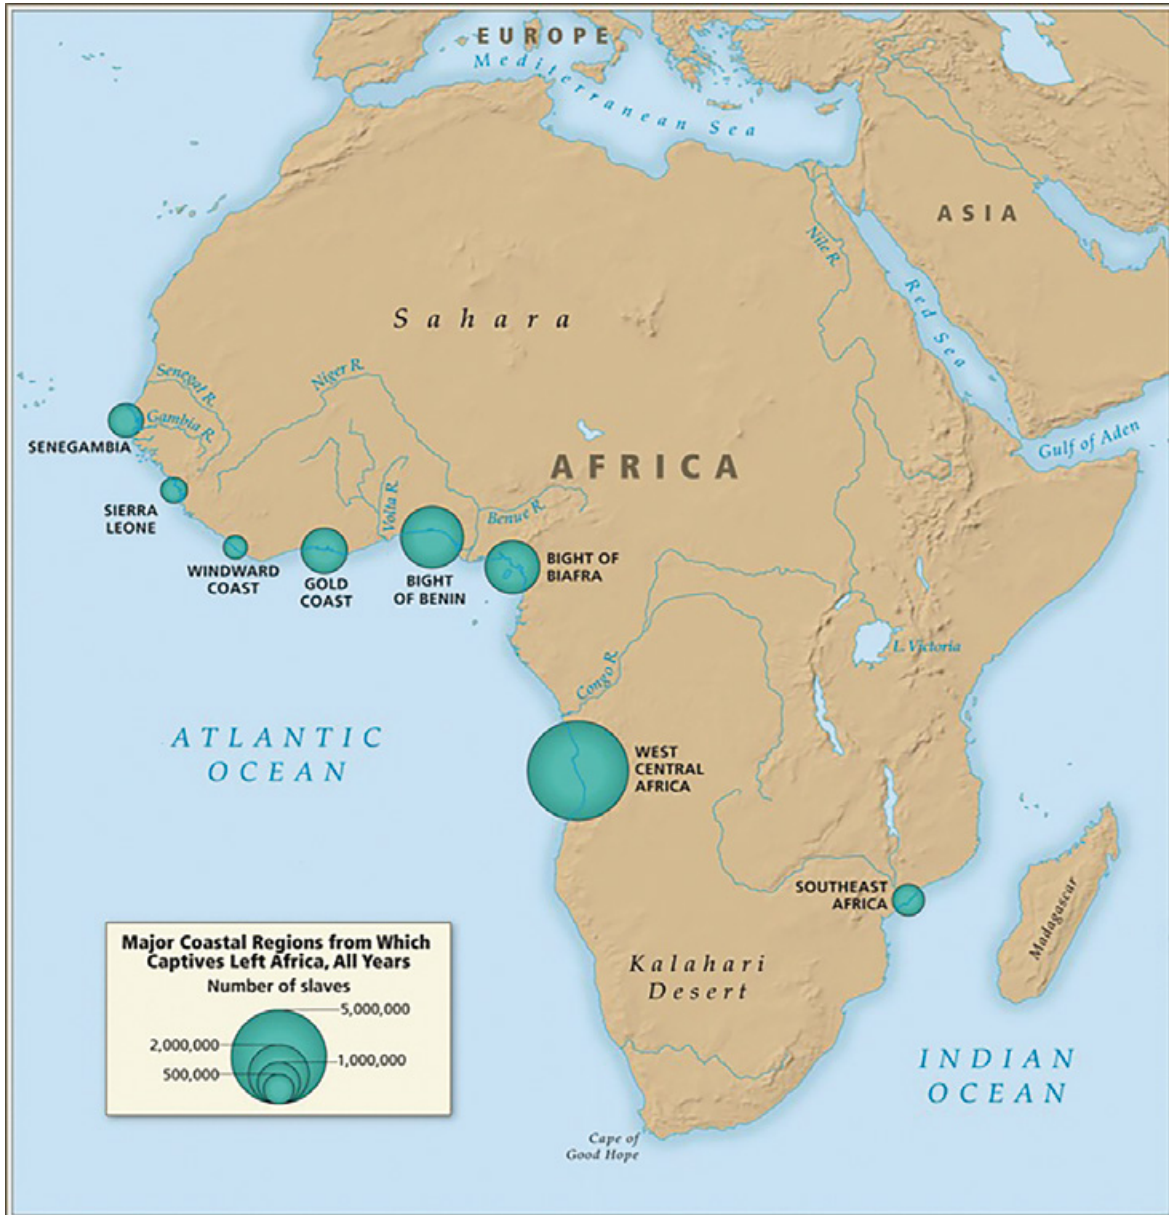 EUROPE
Mediterranean Sea
ASIA
Nile R.
Red Sea
Sahara
Senegal R.
Niger R.
Gambia R.
SENEGAMBIA
AFRICA
Gulf of Aden
SIERRA
LEONE
Volta R.
Benue R.
WINDWARD
COAST
GOLD
COAST
BIGHT
OF BENIN
BIGHT OF
BIAFRA
L. Victoria
Congo R.
ATLANTIC
OCEAN
WEST
CENTRAL
AFRICA
SOUTHEAST
AFRICA
Madagascar
Kalahari
Desert
INDIAN
OCEAN
Cape of
Good Hope
Major Coastal Regions from Which
Captives Left Africa, All Years
Number of slaves
5,000,000
2,000,000
1,000,000
500,000